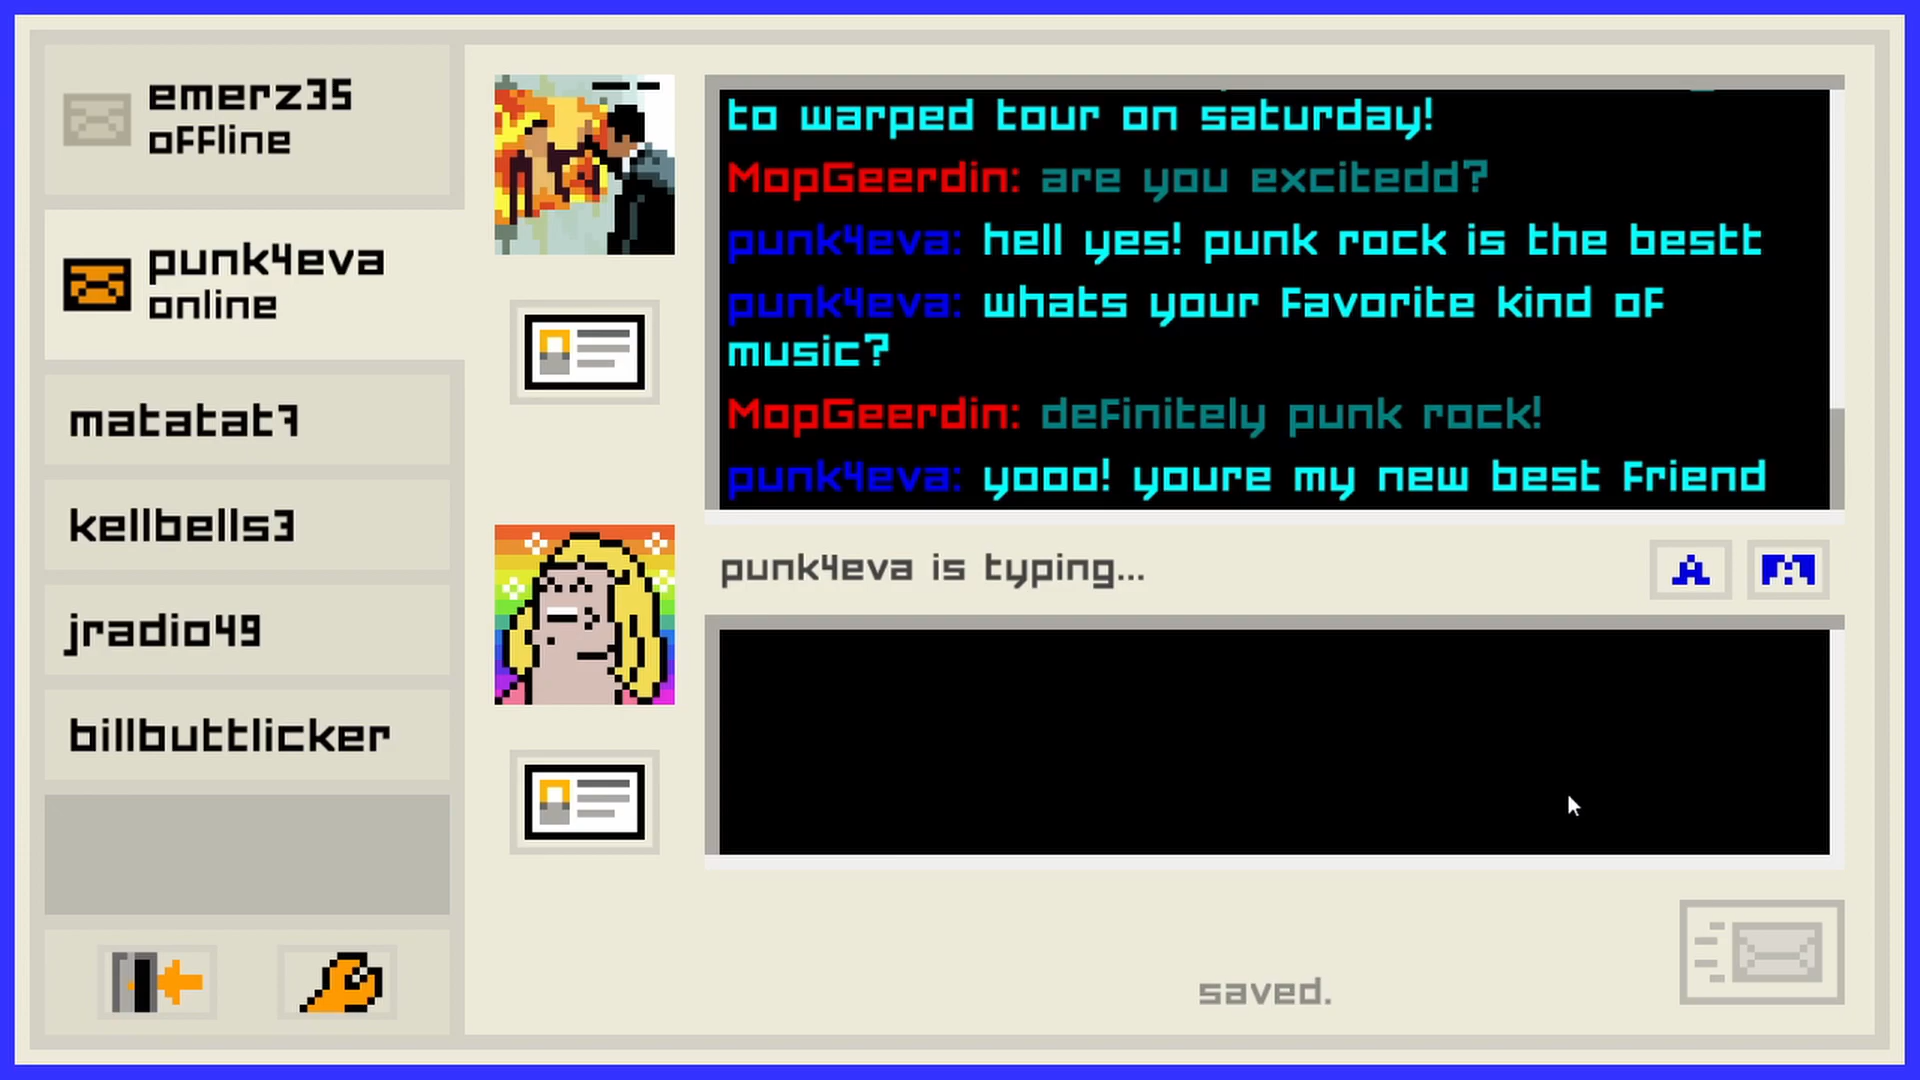 emerz35
offline
punk4eva
online
matatat7
kellbells3
jradio49
billbuttlicker
to warped tour on saturday!
MopGeerdin: are you excitedd?
punk4eva: hell yes! punk rock is the bestt
punk4eva: whats your favorite kind of
music?
MopGeerdin: definitely punk rock!
punk4eva: yooo! youre my new best friend
punk4eva is typing...
A
saved.